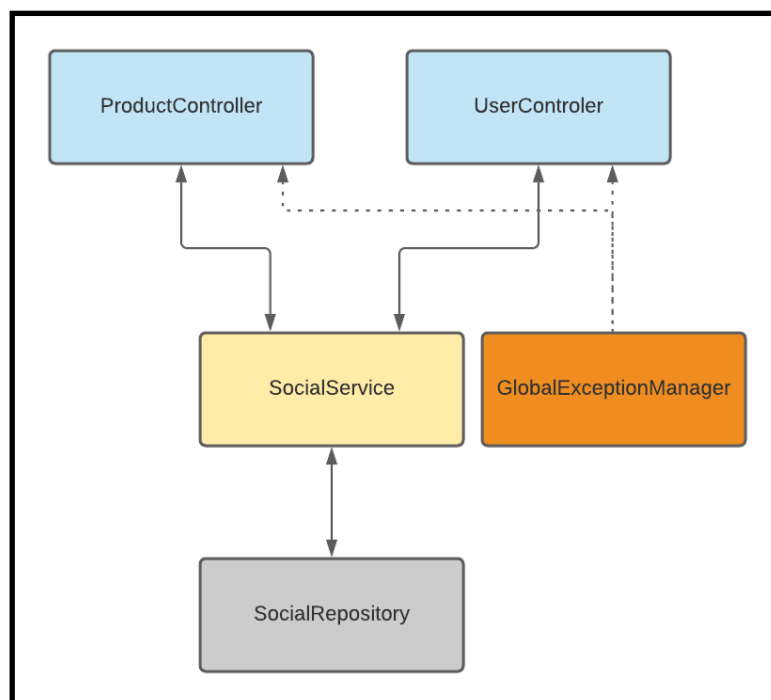 ProductController
UserControler
SocialService
GlobalExceptionManager
SocialRepository